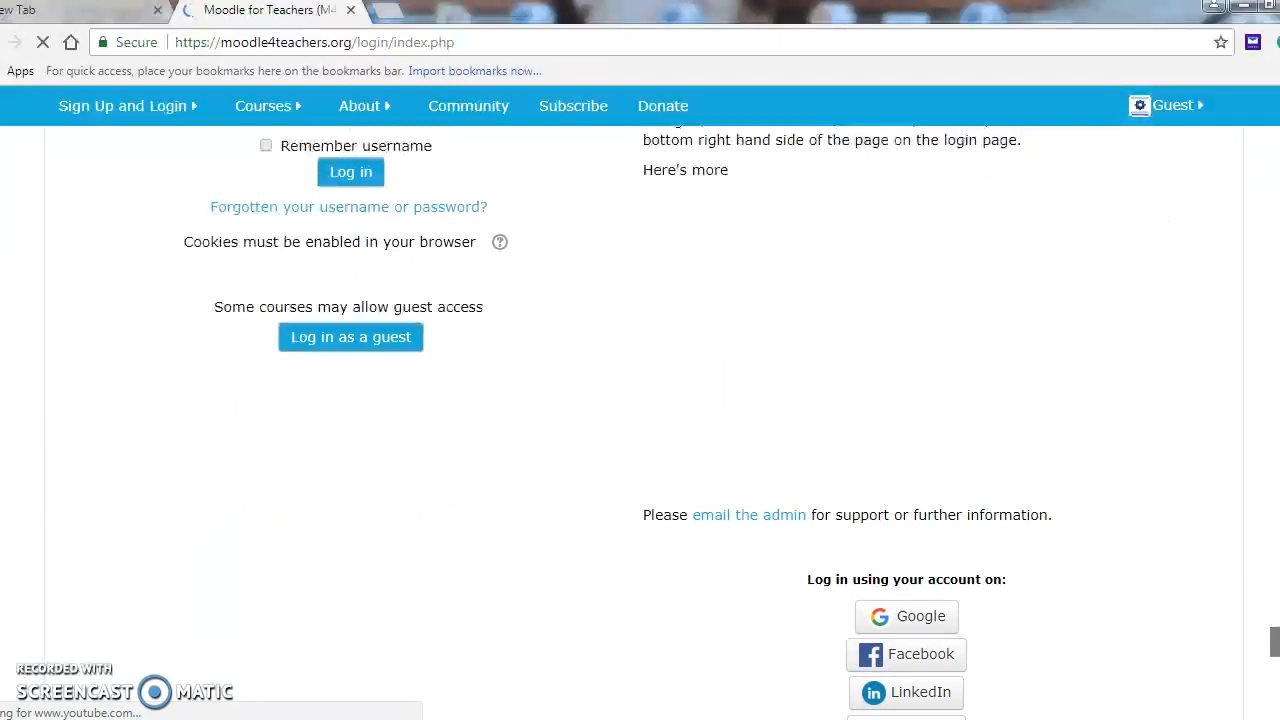 ew Tab
Moodle for Teachers (M4
Secure
https://moodle4teachers.org/login/index.php
Apps
For quick access, place your bookmarks here on the bookmarks bar. Import bookmarks now...
Sign Up and Login
Courses
About
Community
Subscribe
Donate
Guest
Remember username
Log in
Forgotten your username or password?
Cookies must be enabled in your browser
Some courses may allow guest access
Log in as a guest
bottom right hand side of the page on the login page.
Here's more
Please email the admin for support or further information.
Log in using your account on:
Google
Facebook
LinkedIn
RECORDED WITH
SCREENCAST MATIC
ng for www.youtube.com...